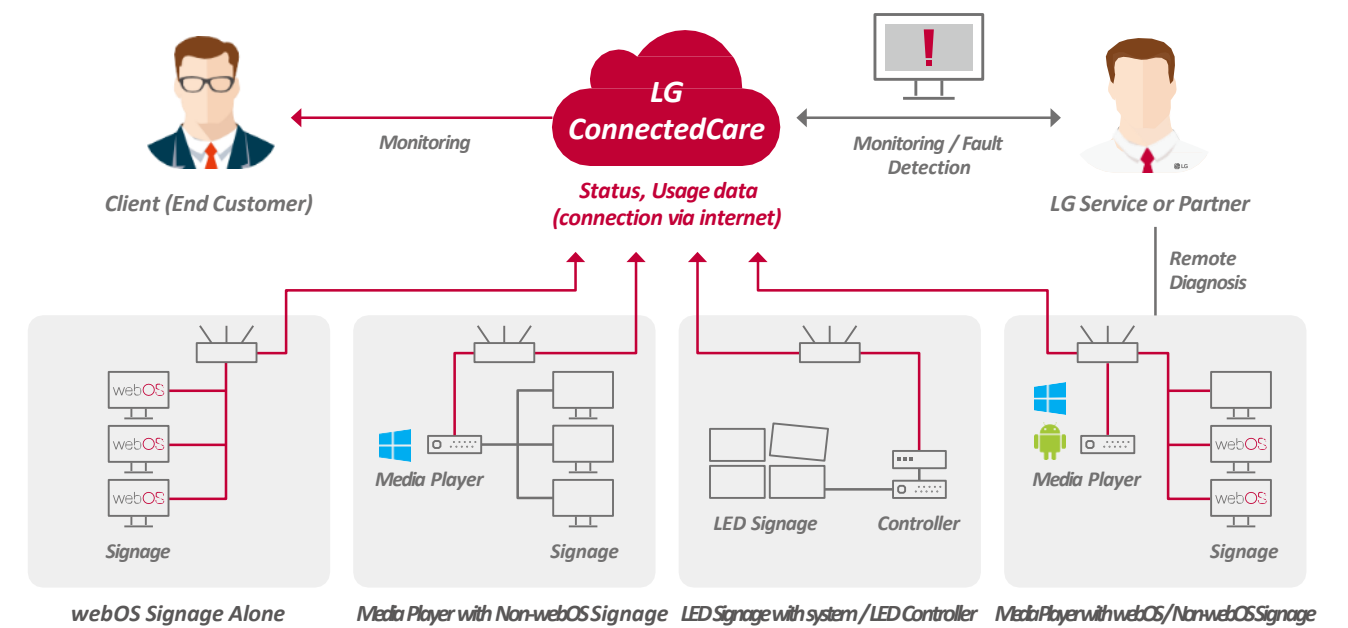 LG
ConnectedCare
!
Monitoring
Monitoring / Fault
Detection
LG
Client (End Customer)
Status, Usage data
(connection via internet)
LG Service or Partner
Remote
Diagnosis
webOS
webOS
webOS
Signage
Media Player
Signage
LED Signage
Controller
Media Player
webOS
webOS
Signage
webOS Signage Alone
Media Player with Non-webOS Signage
LED Signage with system / LED Controller
Media Player with webOS / Non-webOS Signage